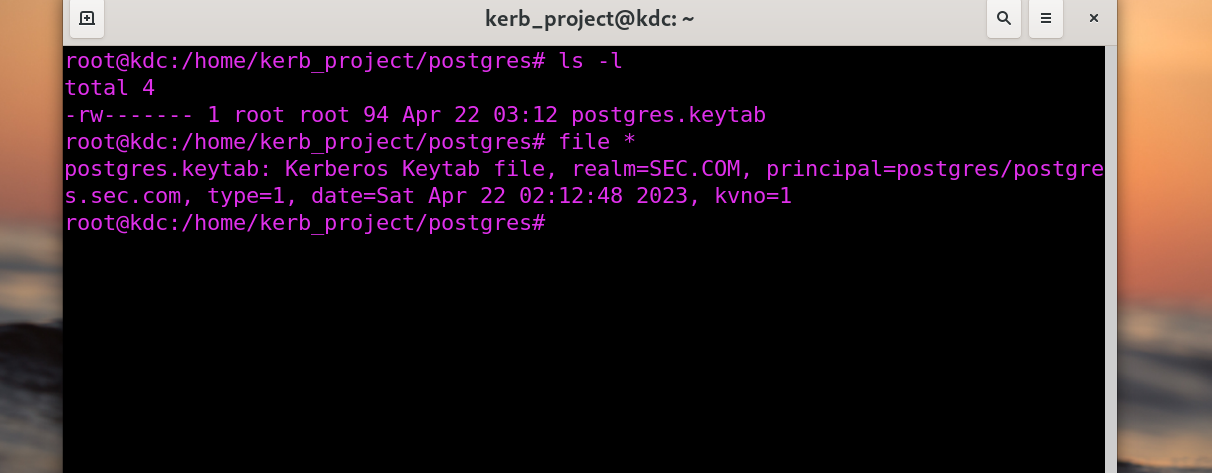 kerb_project@kdc: ~
root@kdc:/home/kerb_project/postgres# ls -l
total 4
-rw------- 1 root root 94 Apr 22 03:12 postgres.keytab
root@kdc:/home/kerb_project/postgres# file *
postgres.keytab: Kerberos Keytab file, realm=SEC.COM, principal=postgres/postgre
s.sec.com, type=1, date=Sat Apr 22 02:12:48 2023, kvno=1
root@kdc:/home/kerb_project/postgres#